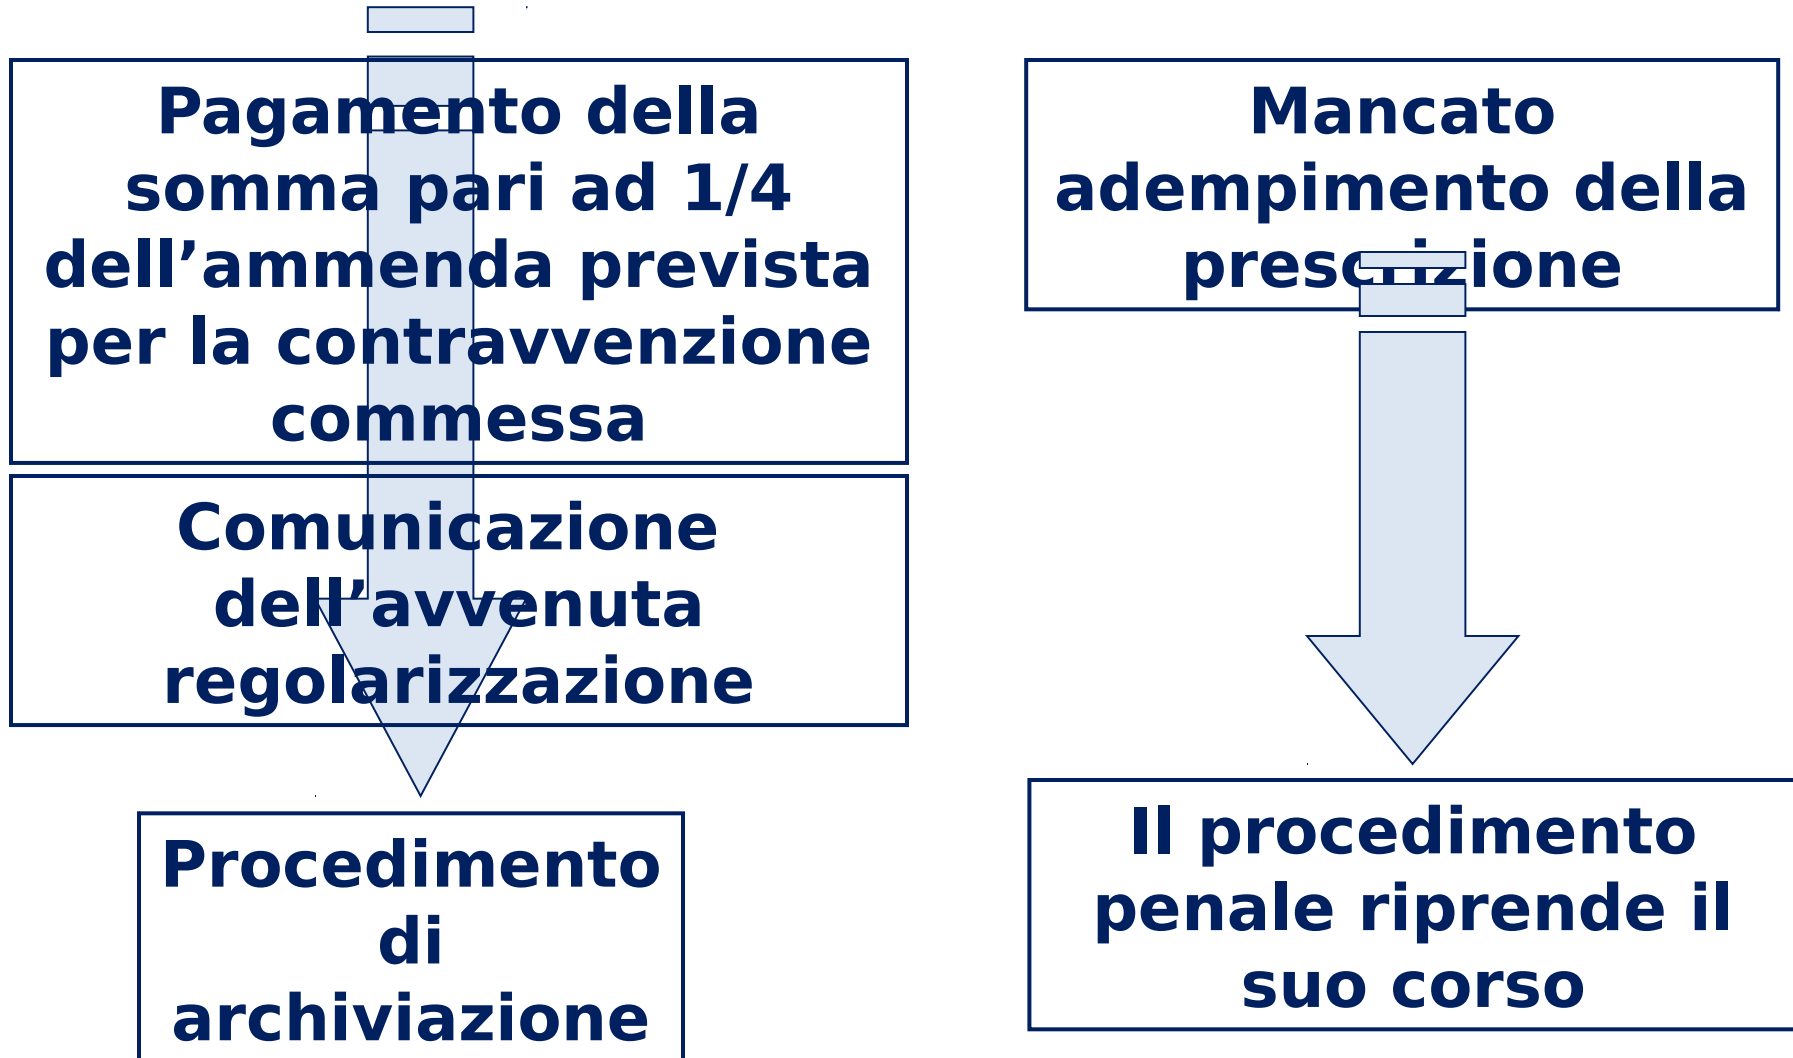 Pagamento della
somma pari ad 1/4
dell’ammenda prevista
per la contravvenzione
commessa
Comunicazione
dell’avvenuta
regolarizzazione
Procedimento
di
archiviazione
Mancato
adempimento della
prescrizione
Il procedimento
penale riprende il
suo corso